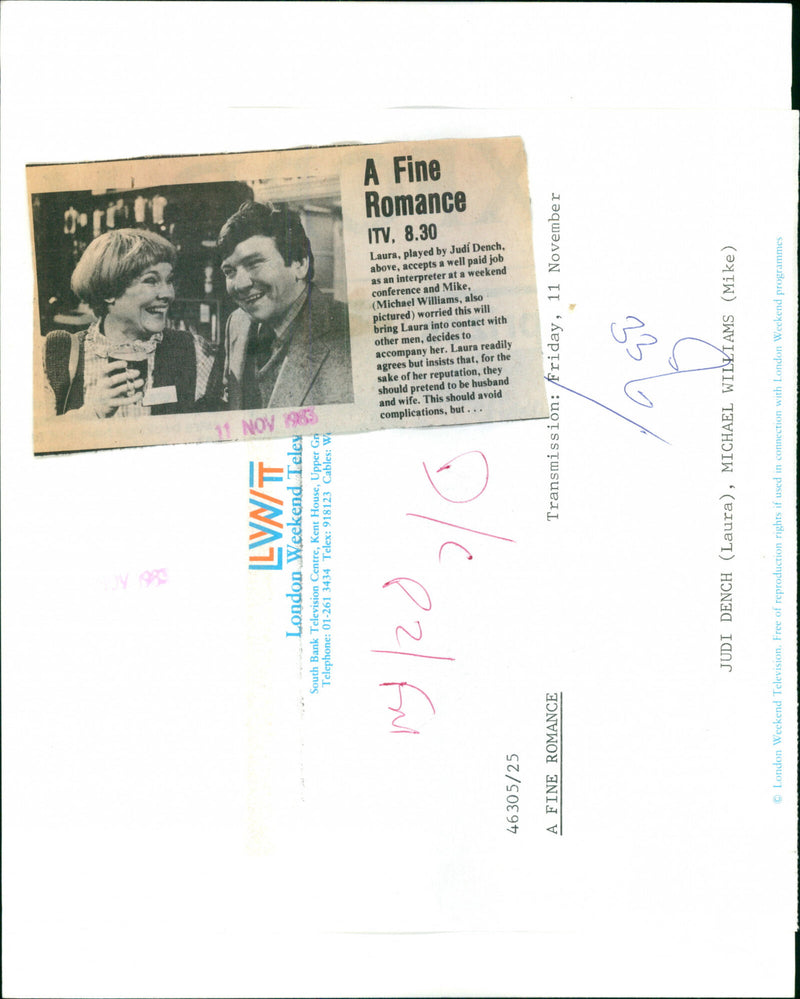 A Fine
Romance
ITV, 8.30
Laura, played by Judi Dench,
above, accepts a well paid job
as an interpreter at a weekend
conference and Mike,
(Michael Williams, also
pictured) worried this will
bring Laura into contact with
other men, decides to
accompany her. Laura readily
agrees but insists that, for the
sake of her reputation, they
should pretend to be husband
and wife. This should avoid
complications, but . . .
11 NOV 1983
LWT
London Weekend Telev
South Bank Television Centre, Kent House, Upper Gr
Telephone: 01-261 3434 Telex: 918123 Cables: W
46305/25
A FINE ROMANCE
Transmission: Friday, 11 November
JUDI DENCH (Laura), MICHAEL WILLIAMS (Mike)
© London Weekend Television. Free of reproduction rights if used in connection with London Weekend programmes